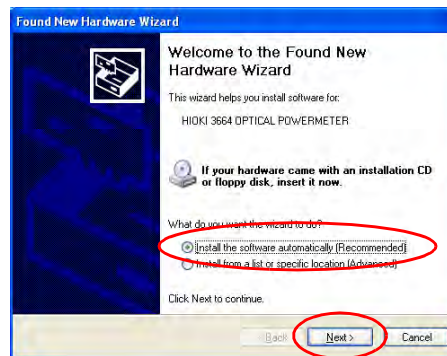 Found New Hardware Wizard
Welcome to the Found New
Hardware Wizard
This wizard helps you install software for:
HIOKI 3664 OPTICAL POWERMETER
If your hardware came with an installation CD
or floppy disk, insert it now.
What do you want the wizard to do?
Install the software automatically (Recommended)
Install from a list or specific location (Advanced)
Click Next to continue.
< Back
Next >
Cancel